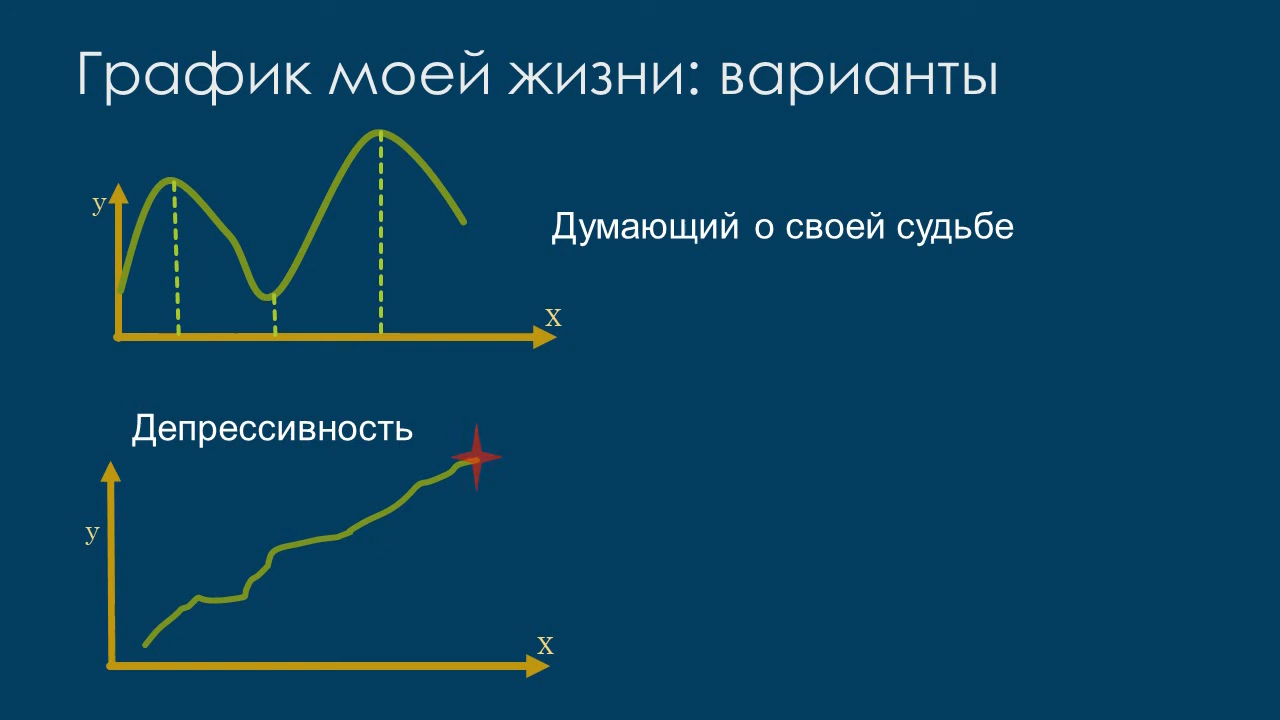 График моей жизни: варианты
y
Думающий о своей судьбе
X
Депрессивность
y
X